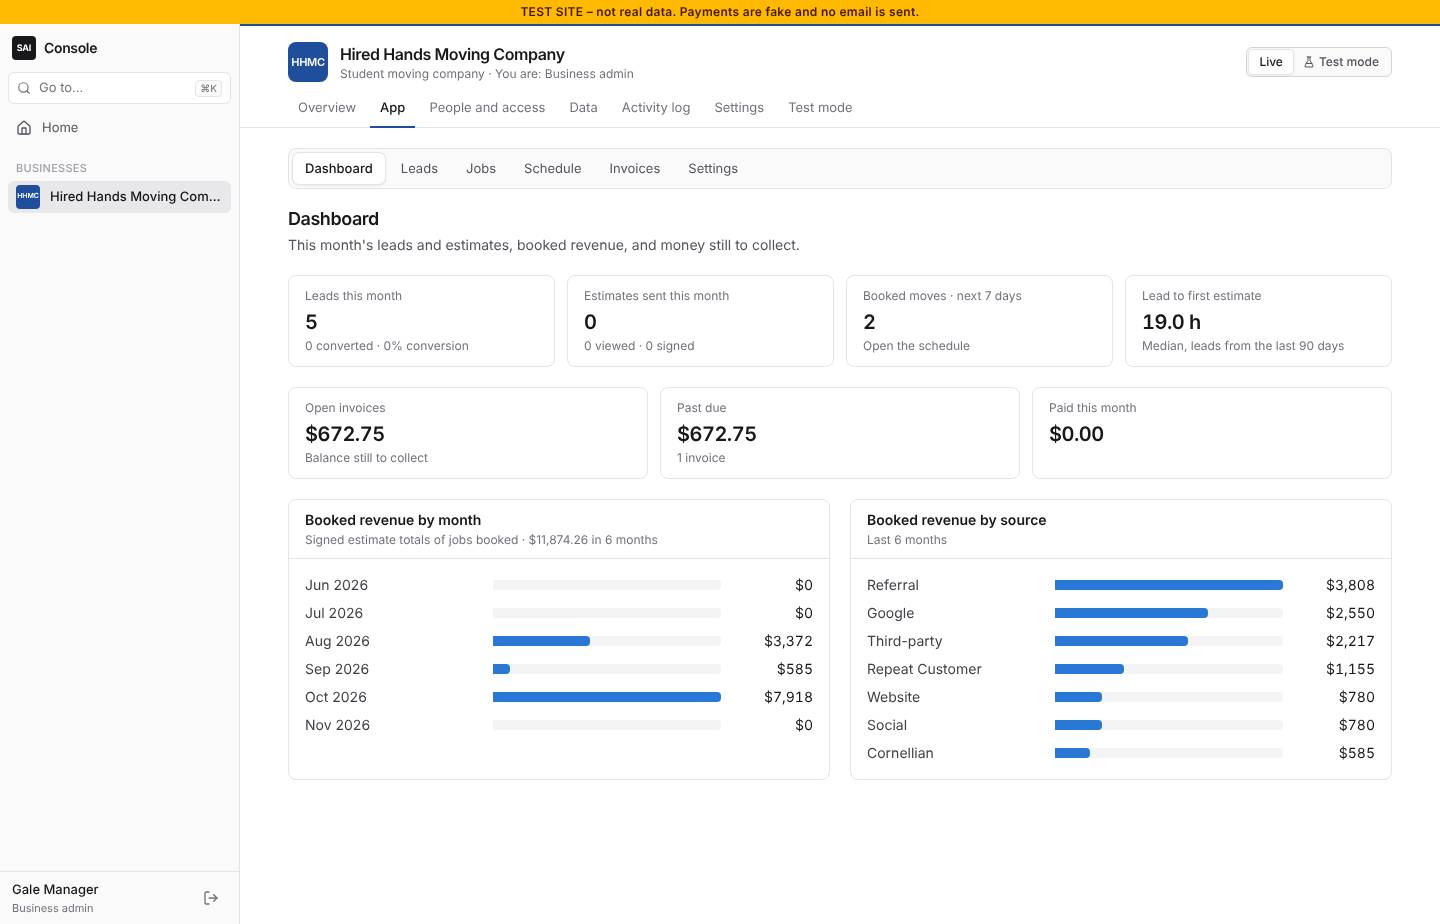 TEST SITE – not real data. Payments are fake and no email is sent.
SAI Console
Go to... ⌘K
Home
BUSINESSES
HHMC Hired Hands Moving Com...
HHMC
Hired Hands Moving Company
Student moving company · You are: Business admin
Live Test mode
Overview App People and access Data Activity log Settings Test mode
Dashboard Leads Jobs Schedule Invoices Settings
Dashboard
This month's leads and estimates, booked revenue, and money still to collect.
Leads this month
5
0 converted · 0% conversion
Estimates sent this month
0
0 viewed · 0 signed
Booked moves · next 7 days
2
Open the schedule
Lead to first estimate
19.0 h
Median, leads from the last 90 days
Open invoices
$672.75
Balance still to collect
Past due
$672.75
1 invoice
Paid this month
$0.00
Booked revenue by month
Signed estimate totals of jobs booked · $11,874.26 in 6 months
Jun 2026 $0
Jul 2026 $0
Aug 2026 $3,372
Sep 2026 $585
Oct 2026 $7,918
Nov 2026 $0
Booked revenue by source
Last 6 months
Referral $3,808
Google $2,550
Third-party $2,217
Repeat Customer $1,155
Website $780
Social $780
Cornellian $585
Gale Manager
Business admin